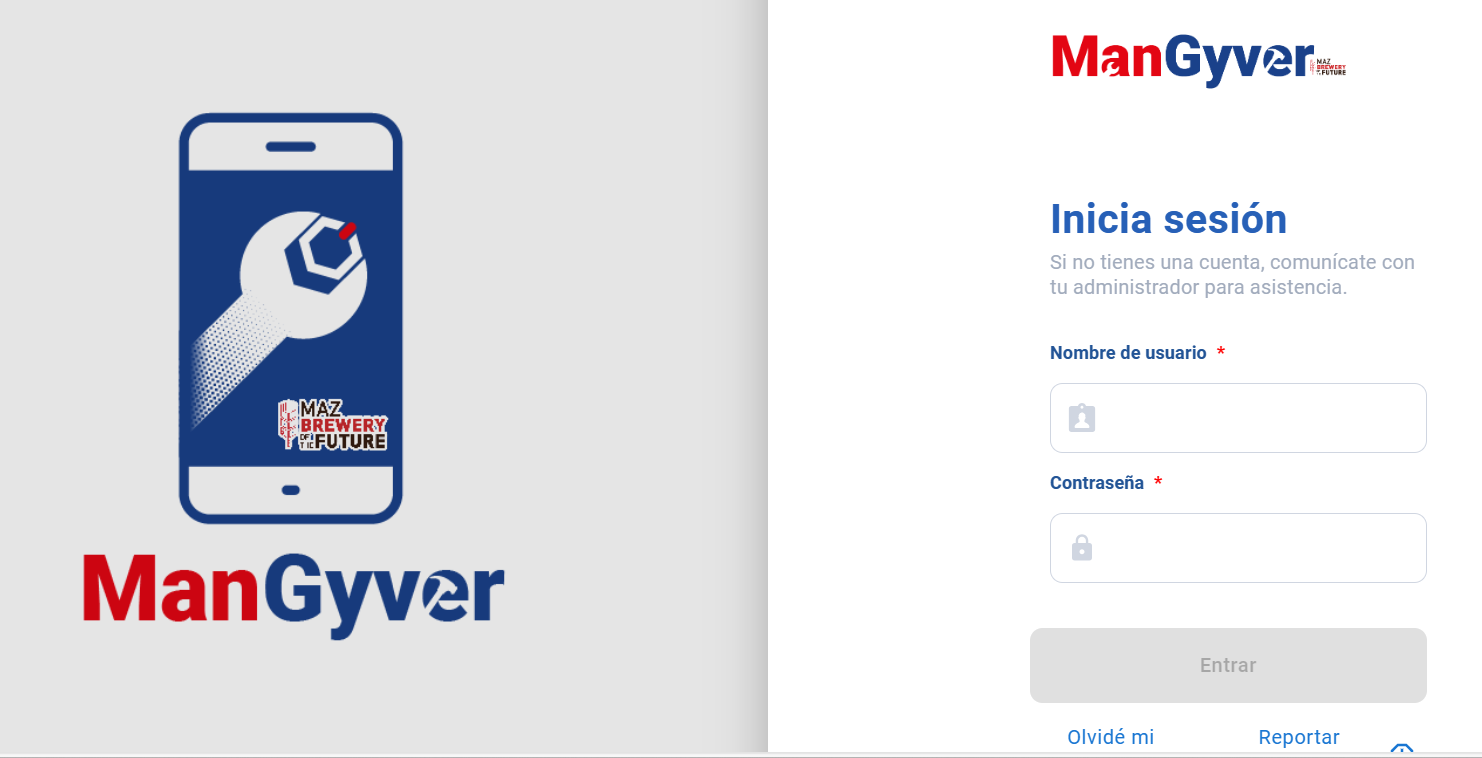 MAZ
BREWERY
OF THE FUTURE
ManGyver
ManGyver
MAZ
BREWERY
OF THE FUTURE
Inicia sesión
Si no tienes una cuenta, comunícate con
tu administrador para asistencia.
Nombre de usuario *
Contraseña *
Entrar
Olvidé mi
Reportar